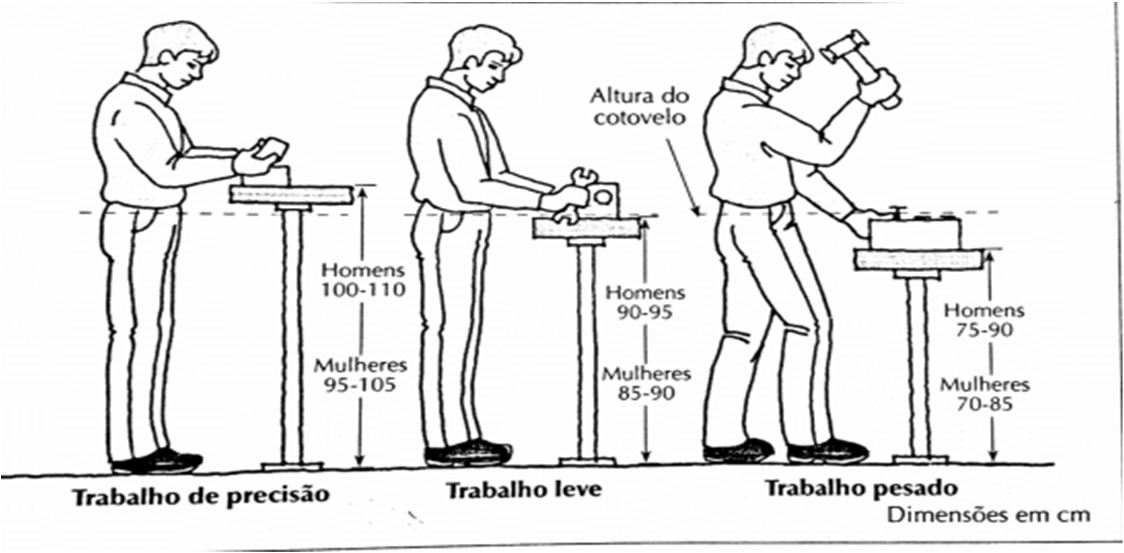 Altura do
cotovelo
Homens
100-110
Mulheres
95-105
Homens
90-95
Mulheres
85-90
Homens
75-90
Mulheres
70-85
Trabalho de precisão
Trabalho leve
Trabalho pesado
Dimensões em cm